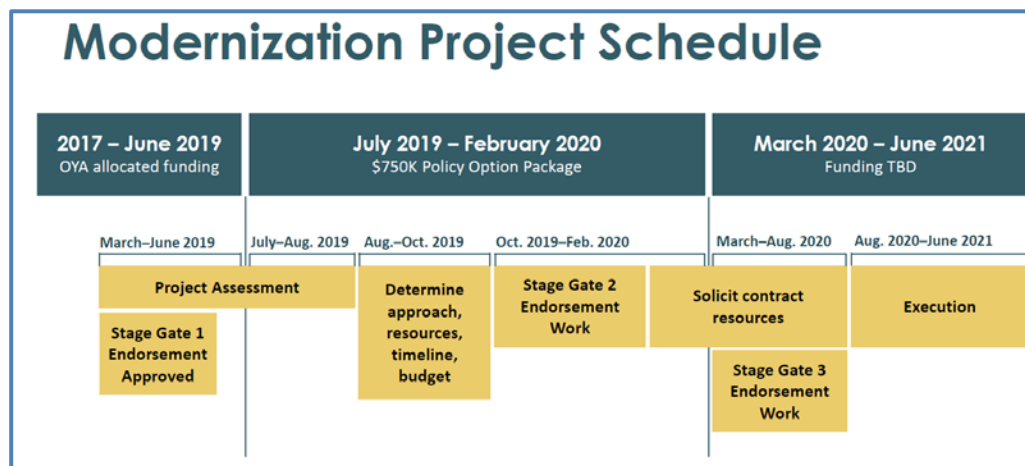 Modernization Project Schedule
2017 – June 2019
OYA allocated funding
July 2019 – February 2020
$750K Policy Option Package
March 2020 – June 2021
Funding TBD
March–June 2019
July–Aug. 2019
Aug.–Oct. 2019
Oct. 2019–Feb. 2020
March–Aug. 2020
Aug. 2020–June 2021
Project Assessment
Stage Gate 1
Endorsement
Approved
Determine
approach,
resources,
timeline,
budget
Stage Gate 2
Endorsement
Work
Solicit contract
resources
Stage Gate 3
Endorsement
Work
Execution